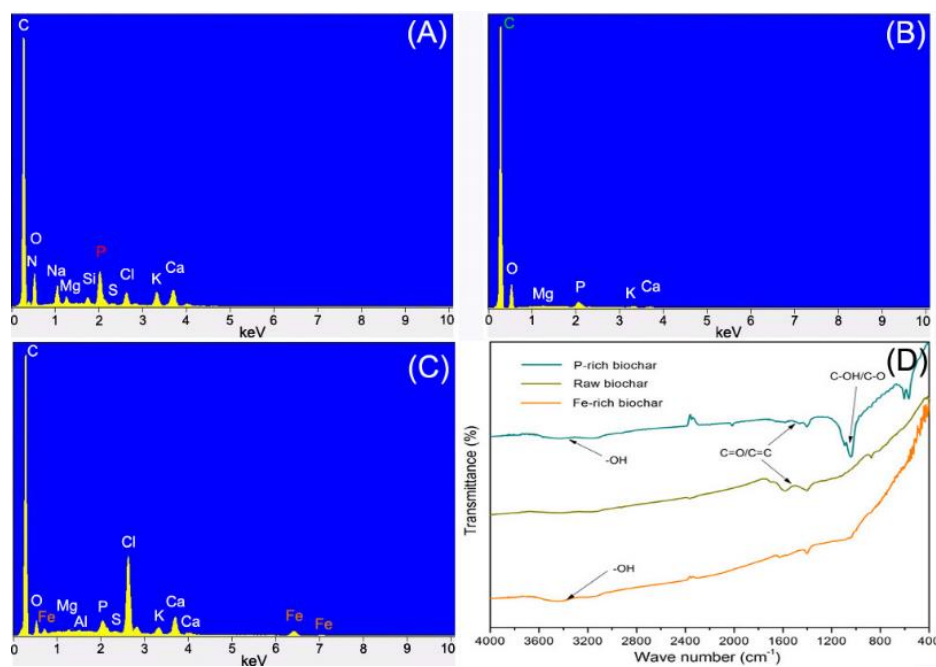 C
(A)
O
N
Na
Mg
Si
P
S
Cl
K
Ca
0 1 2 3 4 5 6 7 8 9 10
keV
C
(B)
O
Mg
P
K
Ca
0 1 2 3 4 5 6 7 8 9 10
keV
C
(C)
O
Fe
Mg
Al
P
S
Cl
K
Ca
Ca
Fe
Fe
0 1 2 3 4 5 6 7 8 9 10
keV
(D)
P-rich biochar
Raw biochar
Fe-rich biochar
C-OH/C-O
-OH
C=O/C=C
-OH
Transmittance (%)
4000 3600 3200 2800 2400 2000 1600 1200 800 400
Wave number (cm⁻¹)